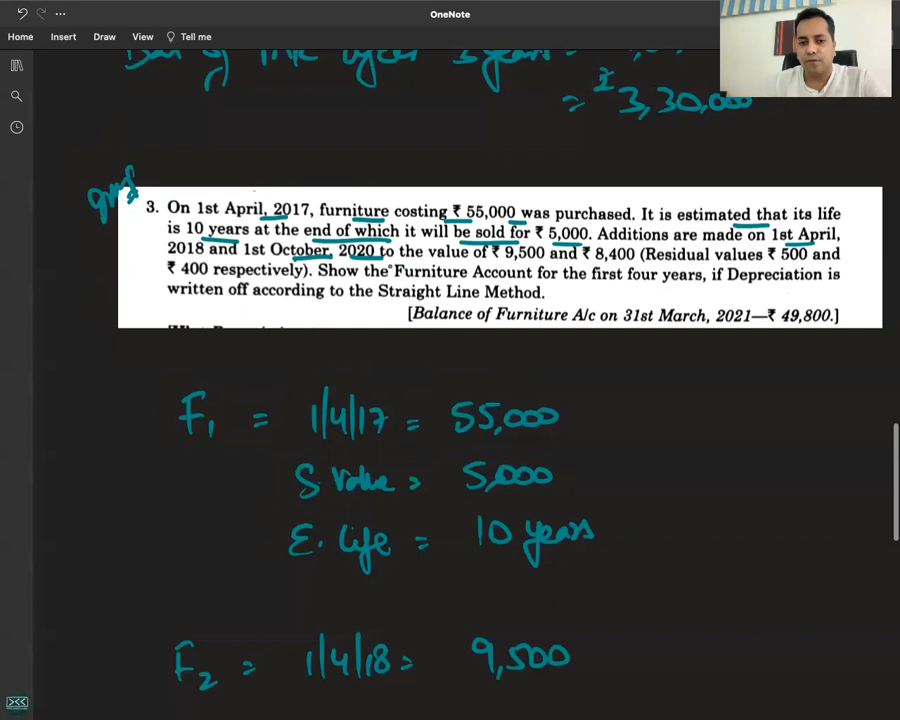 OneNote
Home Insert Draw View Tell me
years =
= ₹3,30,000
3. On 1st April, 2017, furniture costing ₹ 55,000 was purchased. It is estimated that its life
is 10 years at the end of which it will be sold for ₹ 5,000. Additions are made on 1st April,
2018 and 1st October, 2020 to the value of ₹ 9,500 and ₹ 8,400 (Residual values ₹ 500 and
₹ 400 respectively). Show the Furniture Account for the first four years, if Depreciation is
written off according to the Straight Line Method.
[Balance of Furniture A/c on 31st March, 2021—₹ 49,800.]
F1 = 1/4/17 = 55,000
S Value = 5,000
E. life = 10 years
F2 = 1/4/18 = 9,500